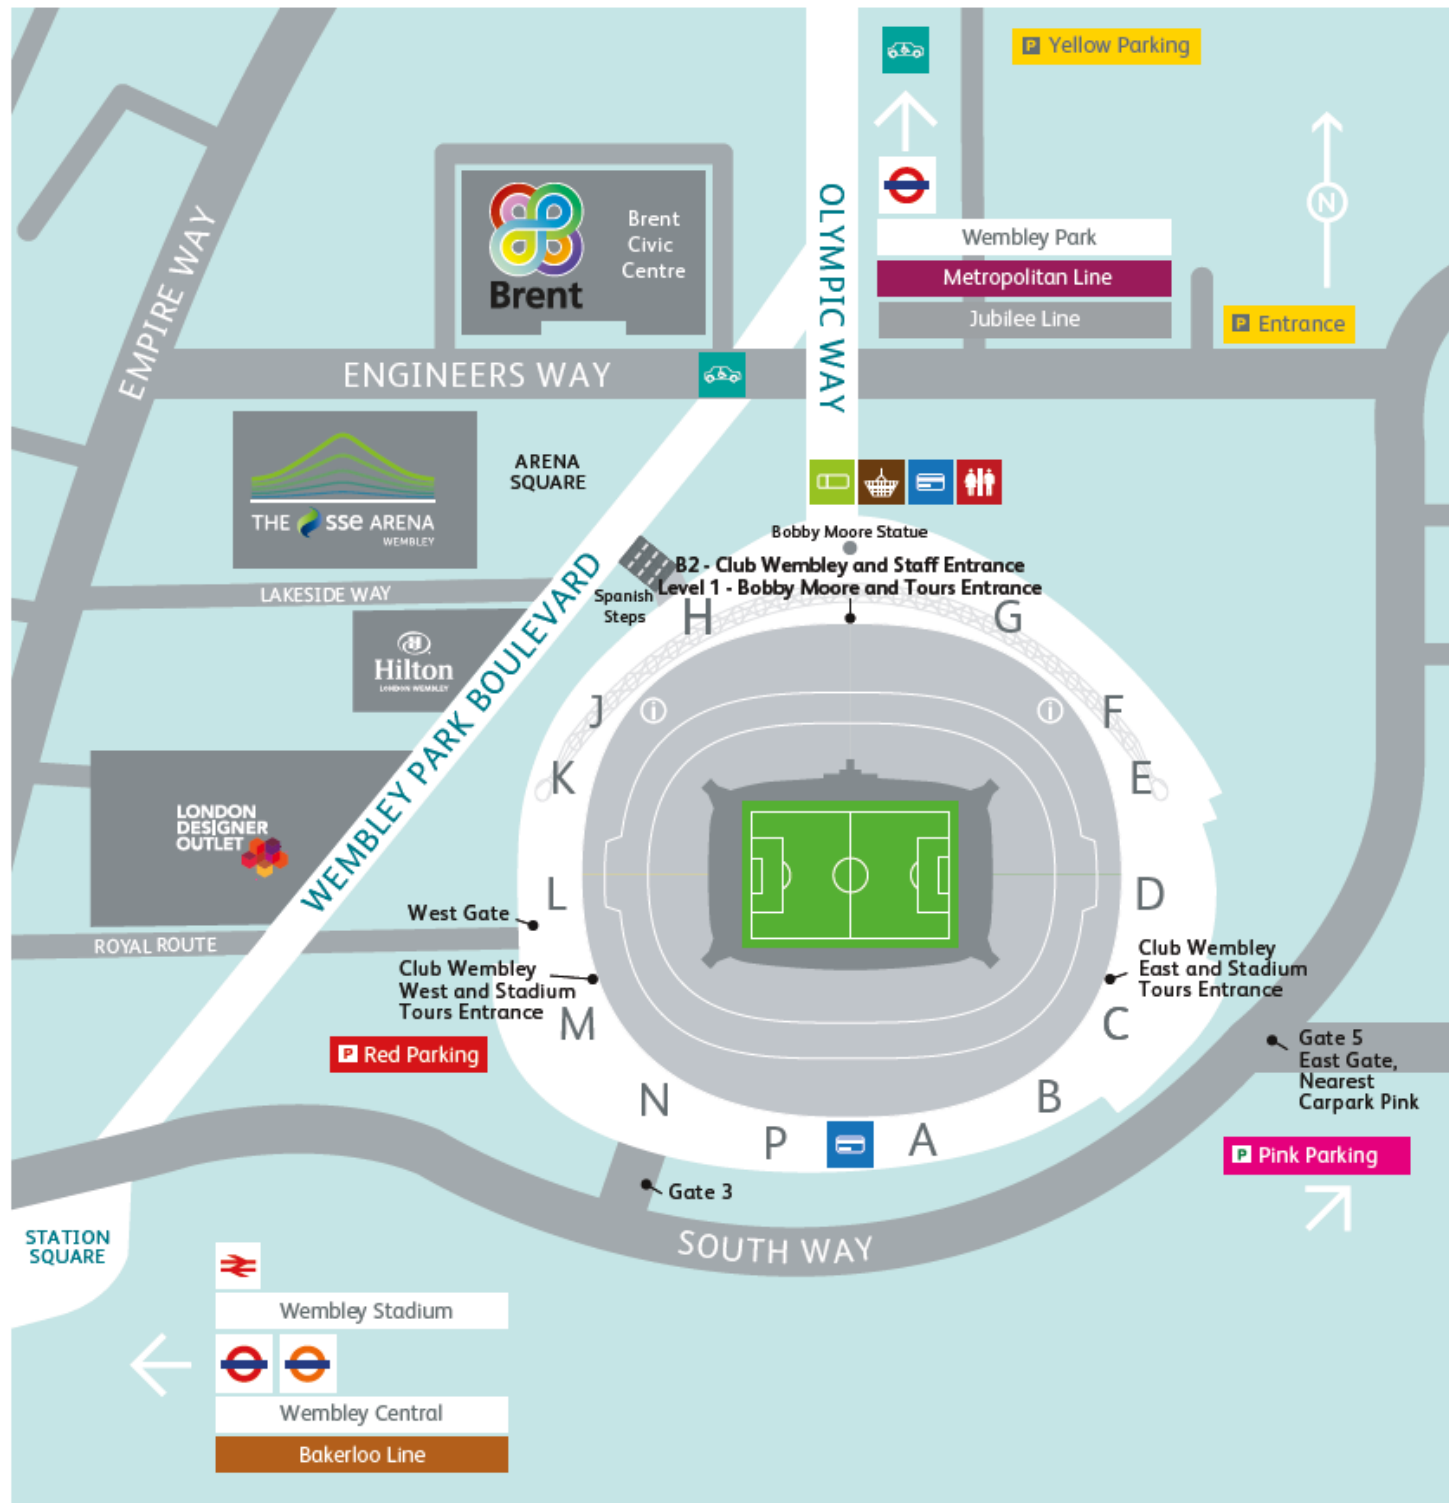 P Yellow Parking
OLYMPIC WAY
Wembley Park
Metropolitan Line
Jubilee Line
N
P Entrance
EMPIRE WAY
Brent
Brent
Civic
Centre
ENGINEERS WAY
THE sse ARENA
WEMBLEY
ARENA
SQUARE
LAKESIDE WAY
Hilton
LONDON WEMBLEY
LONDON
DESIGNER
OUTLET
ROYAL ROUTE
WEMBLEY PARK BOULEVARD
Bobby Moore Statue
B2 - Club Wembley and Staff Entrance
Level 1 - Bobby Moore and Tours Entrance
Spanish
Steps
H
G
J
i
i
F
K
E
L
D
West Gate
Club Wembley
West and Stadium
Tours Entrance
Club Wembley
East and Stadium
Tours Entrance
M
C
P Red Parking
N
B
P
A
Gate 5
East Gate,
Nearest
Carpark Pink
P Pink Parking
Gate 3
SOUTH WAY
STATION
SQUARE
Wembley Stadium
Wembley Central
Bakerloo Line